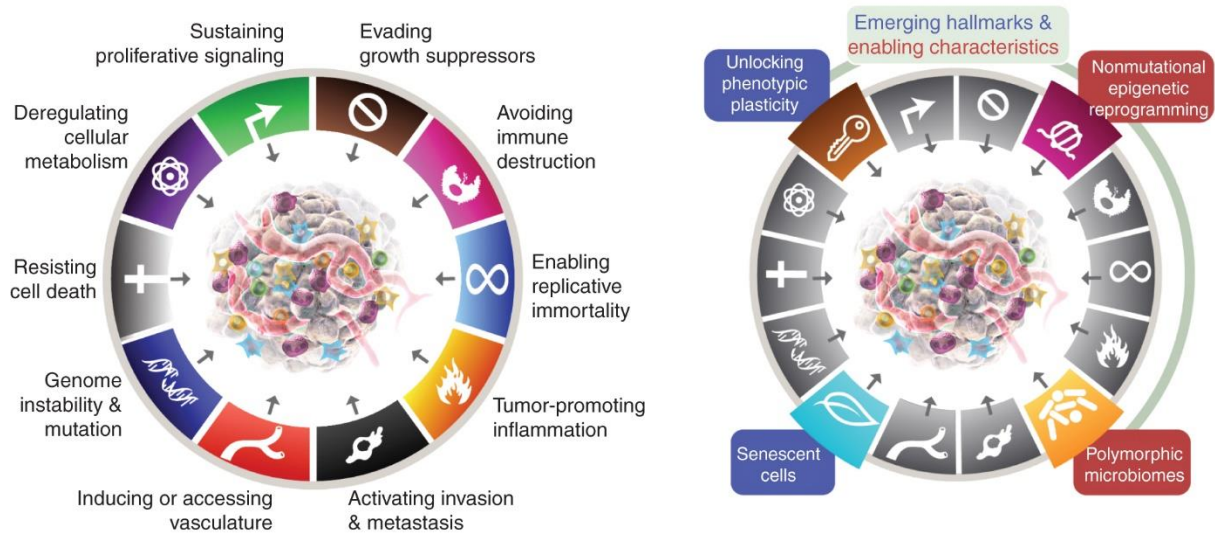 Sustaining
proliferative signaling
Evading
growth suppressors
Avoiding
immune
destruction
Enabling
replicative
immortality
Tumor-promoting
inflammation
Activating invasion
& metastasis
Inducing or accessing
vasculature
Genome
instability &
mutation
Resisting
cell death
Deregulating
cellular
metabolism
Emerging hallmarks &
enabling characteristics
Unlocking
phenotypic
plasticity
Nonmutational
epigenetic
reprogramming
Senescent
cells
Polymorphic
microbiomes